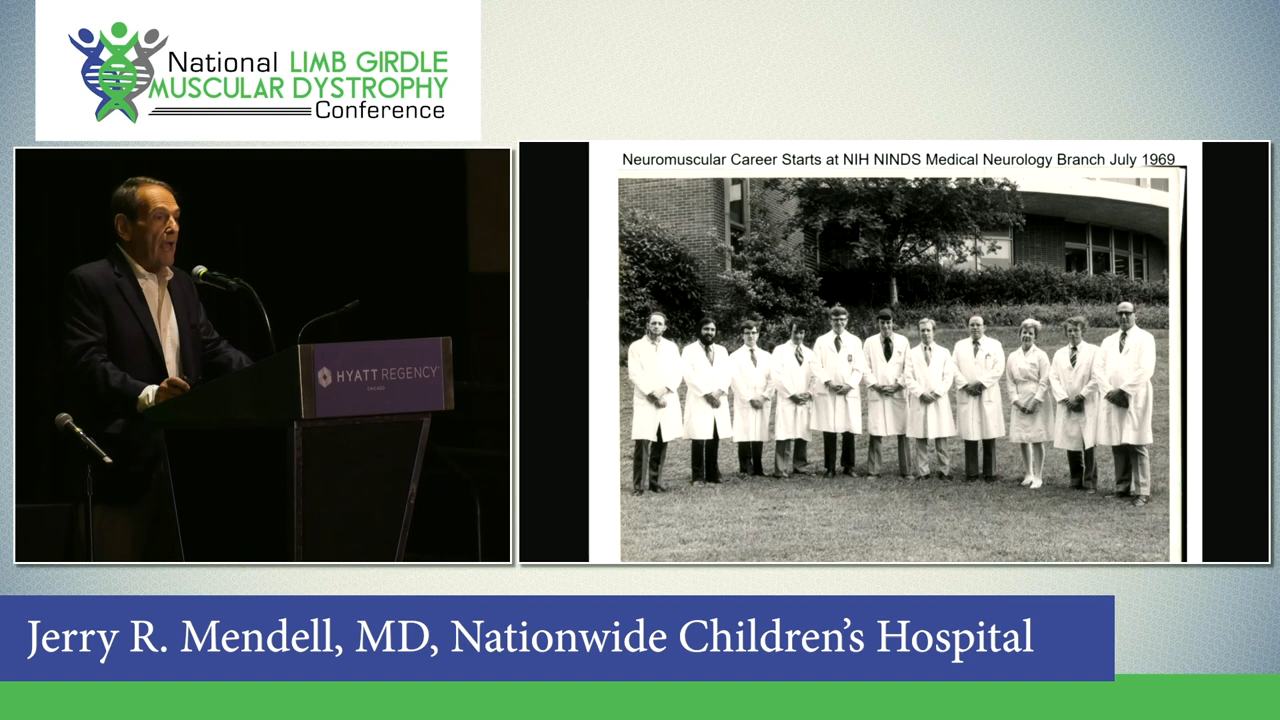 National LIMB GIRDLE
MUSCULAR DYSTROPHY
Conference
Neuromuscular Career Starts at NIH NINDS Medical Neurology Branch July 1969
HYATT REGENCY
CHICAGO
Jerry R. Mendell, MD, Nationwide Children's Hospital